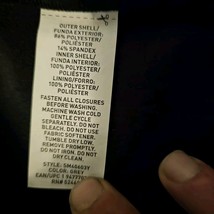 OUTER SHELL/
FUNDA EXTERIOR:
86% POLYESTER/
POLIÉSTER
14% SPANDEX
INNER SHELL/
FUNDA INTERIOR:
100% POLYESTER/
POLIÉSTER
LINING/FORRO:
100% POLYESTER/
POLIÉSTER
FASTEN ALL CLOSURES
BEFORE WASHING.
MACHINE WASH COLD
GENTLE CYCLE
SEPARATELY. DO NOT
BLEACH. DO NOT USE
FABRIC SOFTENER.
TUMBLE DRY LOW.
REMOVE PROMPTLY.
DO NOT IRON. DO NOT
DRY CLEAN.
STYLE:
COLOR: GREY
RN#